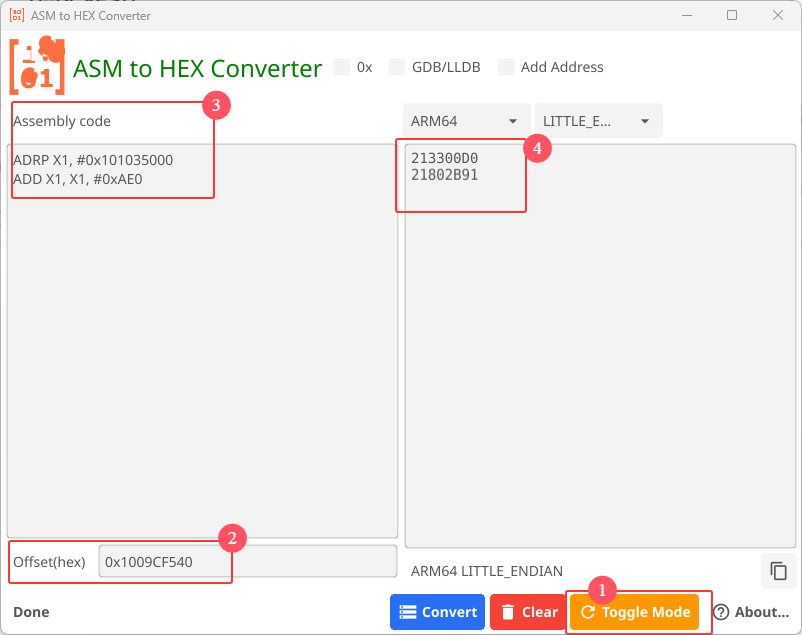 ASM to HEX Converter
ASM to HEX Converter
0x
GDB/LLDB
Add Address
3
Assembly code
ARM64
LITTLE_E...
4
ADRP X1, #0x101035000
ADD X1, X1, #0xAE0
213300D0
21802B91
2
Offset(hex)
0x1009CF540
ARM64 LITTLE_ENDIAN
1
Done
Convert
Clear
Toggle Mode
About...